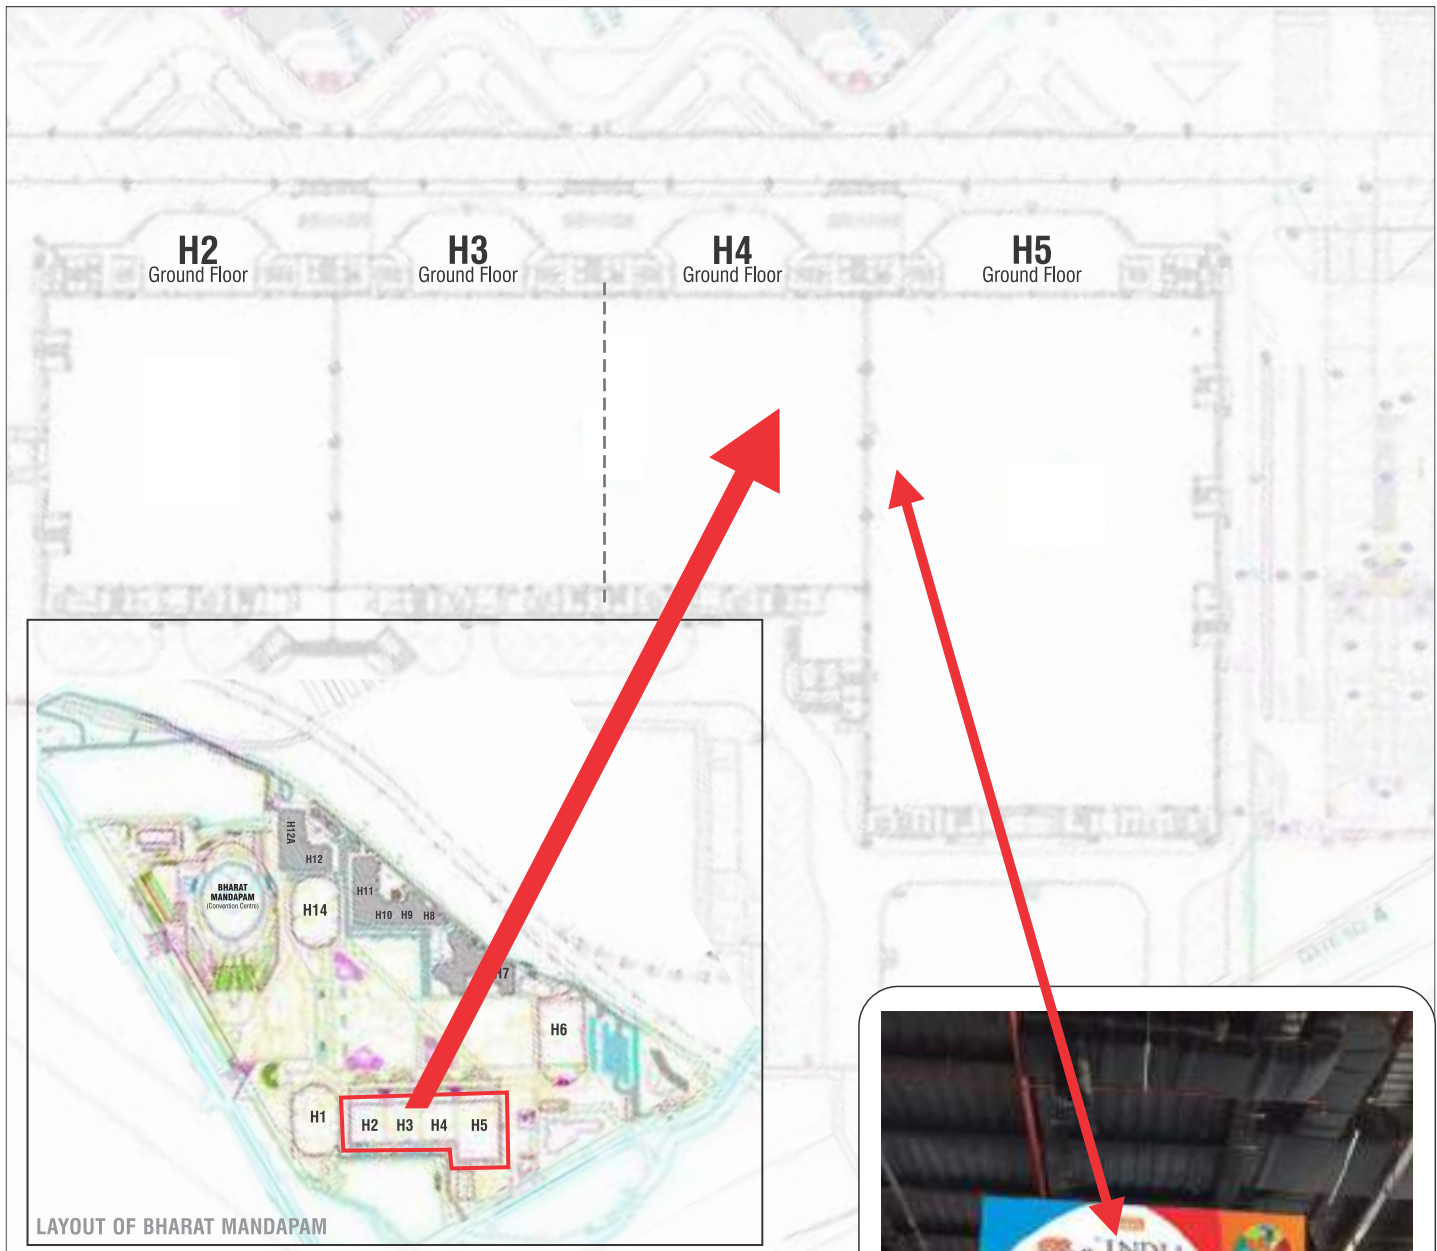 H2
Ground Floor
H3
Ground Floor
H4
Ground Floor
H5
Ground Floor
H12A
H12
BHARAT
MANDAPAM
(Convention Centre)
H14
H11
H10 H9 H8
H7
H6
H1
H2 H3 H4 H5
LAYOUT OF BHARAT MANDAPAM
INDIA